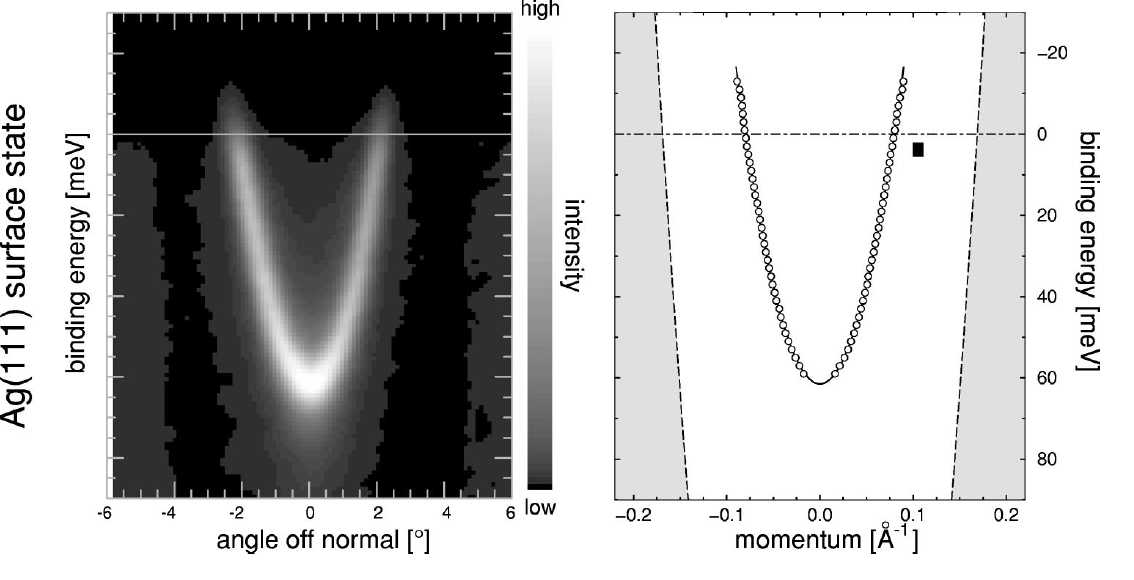 high
Ag(111) surface state
binding energy [meV]
intensity
low
-6 -4 -2 0 2 4 6
angle off normal [°]
−20
0
20
40
60
80
binding energy [meV]
−0.2 −0.1 0.0 0.1 0.2
momentum [Å-1]